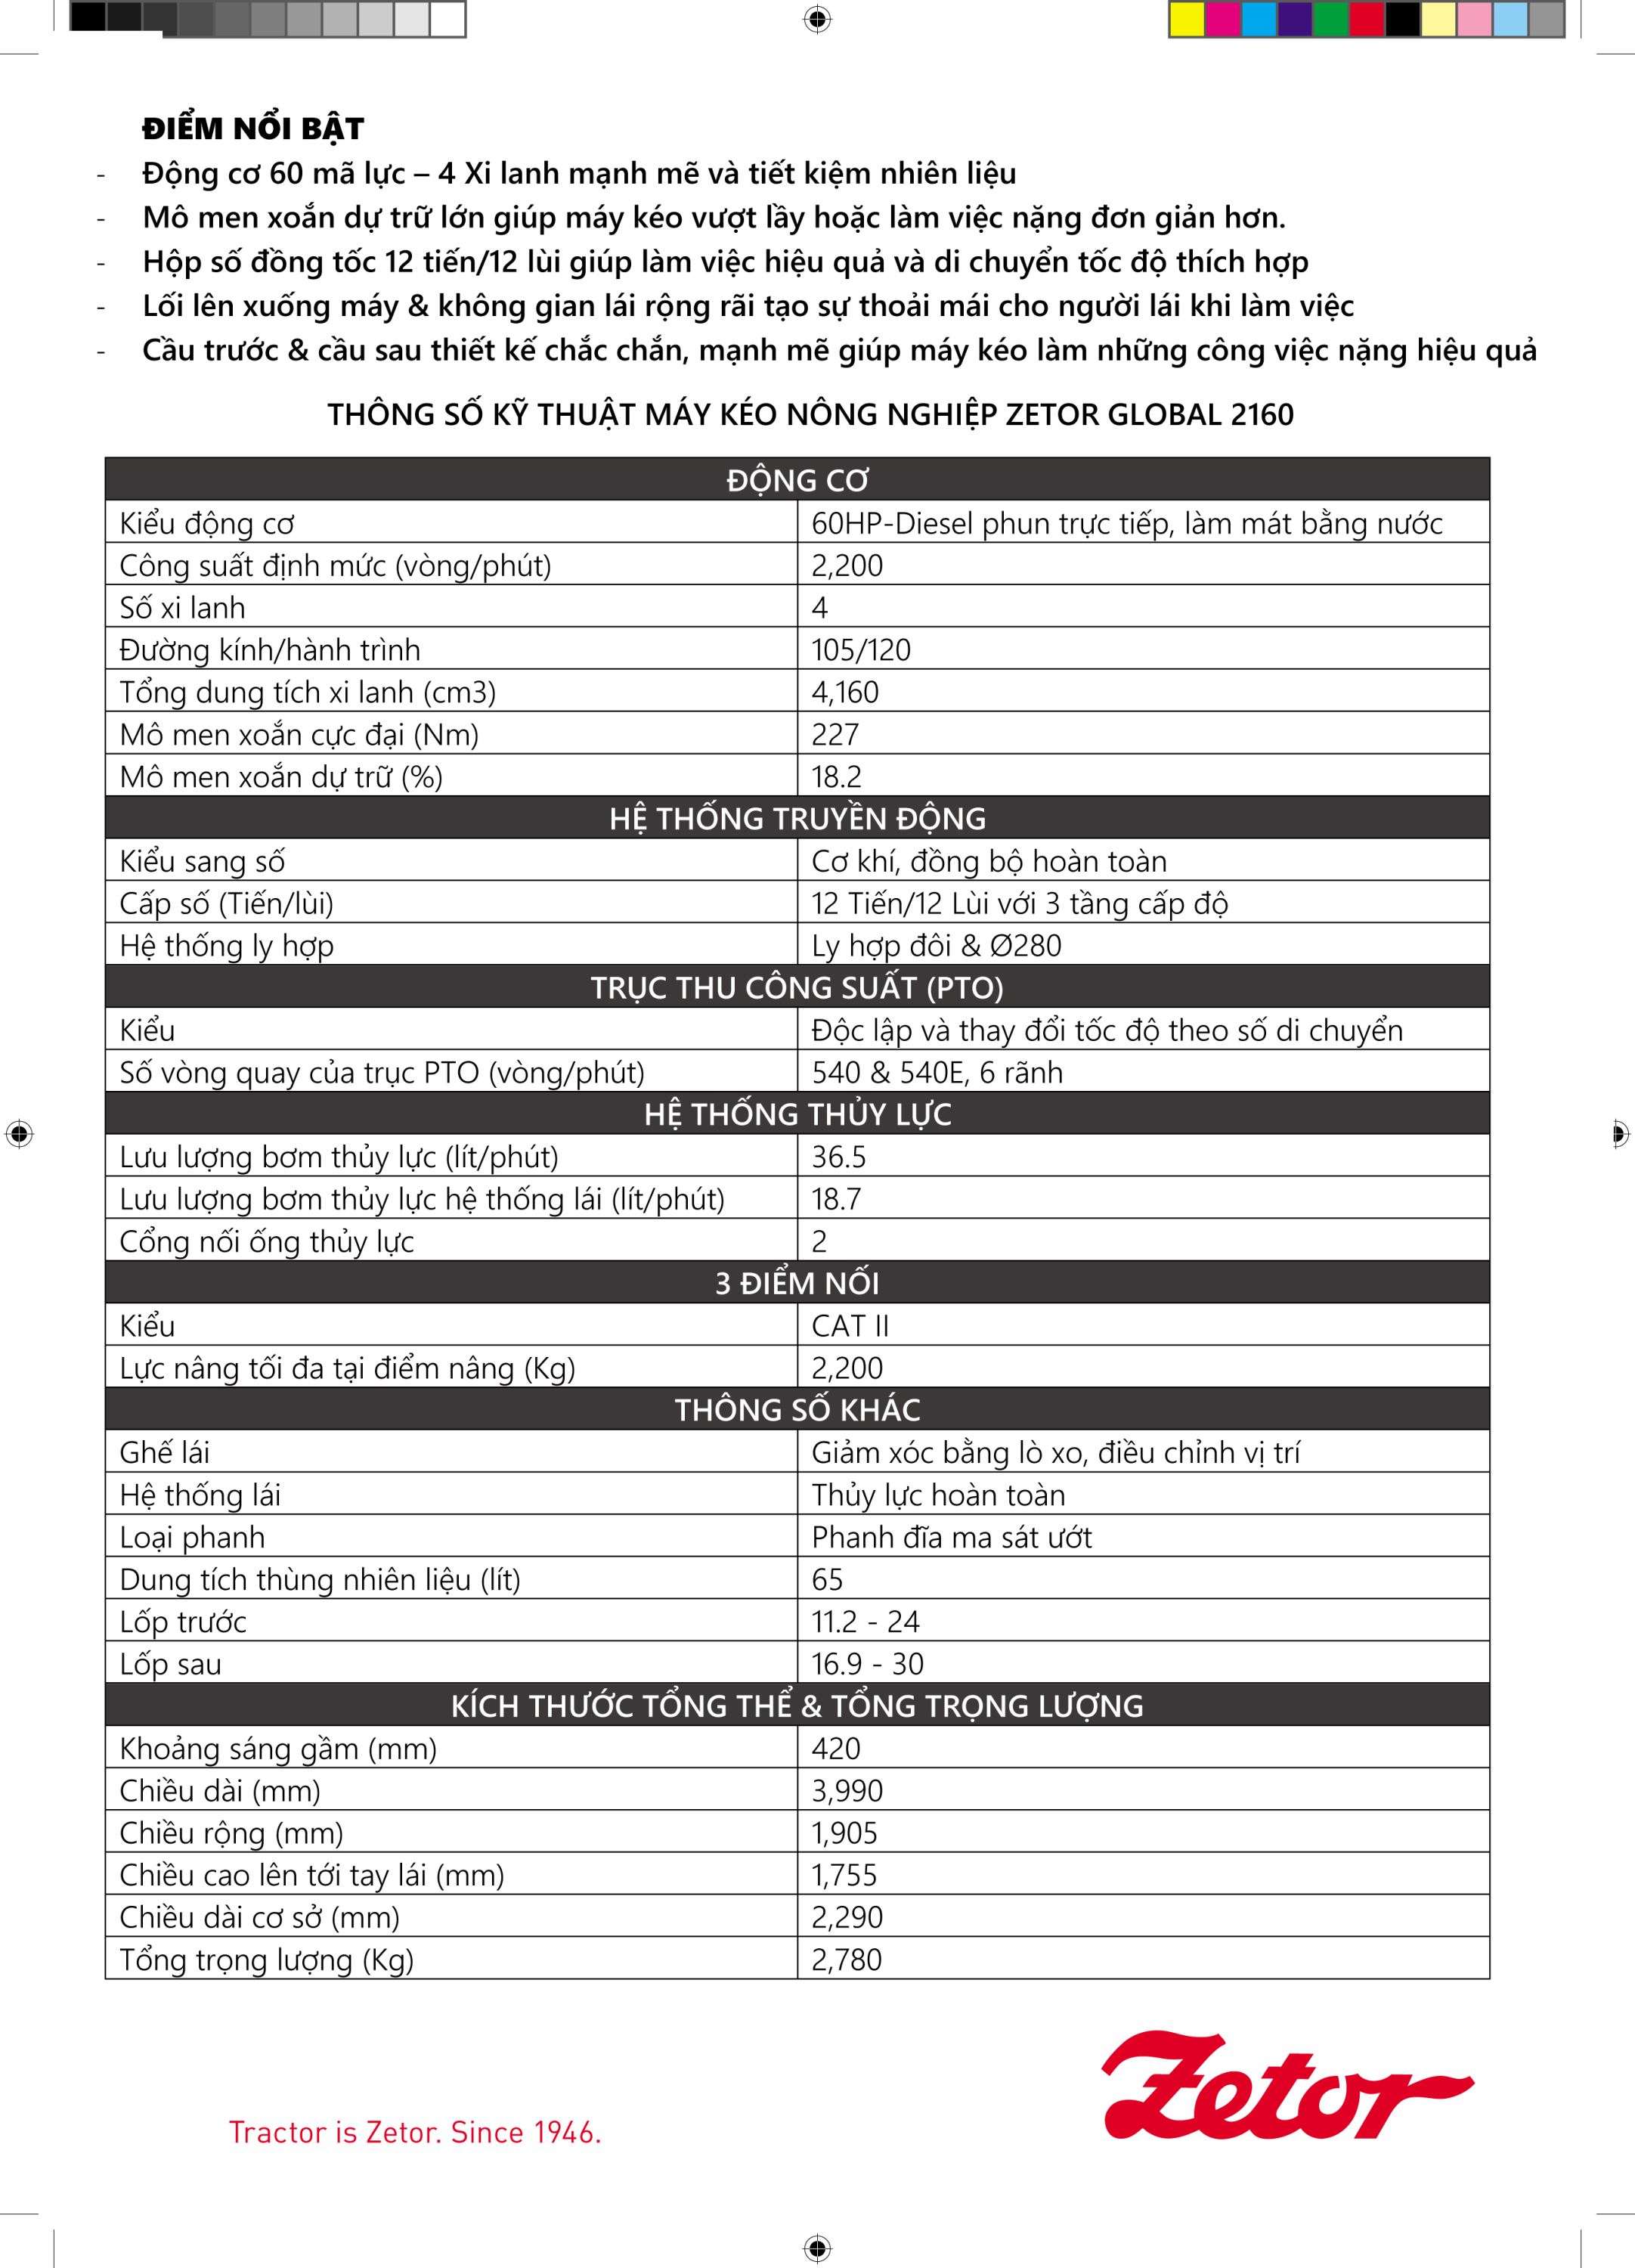 ĐIỂM NỔI BẬT
- Động cơ 60 mã lực – 4 Xi lanh mạnh mẽ và tiết kiệm nhiên liệu
- Mô men xoắn dự trữ lớn giúp máy kéo vượt lầy hoặc làm việc nặng đơn giản hơn.
- Hộp số đồng tốc 12 tiến/12 lùi giúp làm việc hiệu quả và di chuyển tốc độ thích hợp
- Lối lên xuống máy & không gian lái rộng rãi tạo sự thoải mái cho người lái khi làm việc
- Cầu trước & cầu sau thiết kế chắc chắn, mạnh mẽ giúp máy kéo làm những công việc nặng hiệu quả
THÔNG SỐ KỸ THUẬT MÁY KÉO NÔNG NGHIỆP ZETOR GLOBAL 2160
ĐỘNG CƠ
Kiểu động cơ 60HP-Diesel phun trực tiếp, làm mát bằng nước
Công suất định mức (vòng/phút) 2,200
Số xi lanh 4
Đường kính/hành trình 105/120
Tổng dung tích xi lanh (cm3) 4,160
Mô men xoắn cực đại (Nm) 227
Mô men xoắn dự trữ (%) 18.2
HỆ THỐNG TRUYỀN ĐỘNG
Kiểu sang số Cơ khí, đồng bộ hoàn toàn
Cấp số (Tiến/lùi) 12 Tiến/12 Lùi với 3 tầng cấp độ
Hệ thống ly hợp Ly hợp đôi & Ø280
TRỤC THU CÔNG SUẤT (PTO)
Kiểu Độc lập và thay đổi tốc độ theo số di chuyển
Số vòng quay của trục PTO (vòng/phút) 540 & 540E, 6 rãnh
HỆ THỐNG THỦY LỰC
Lưu lượng bơm thủy lực (lít/phút) 36.5
Lưu lượng bơm thủy lực hệ thống lái (lít/phút) 18.7
Cổng nối ống thủy lực 2
3 ĐIỂM NỐI
Kiểu CAT II
Lực nâng tối đa tại điểm nâng (Kg) 2,200
THÔNG SỐ KHÁC
Ghế lái Giảm xóc bằng lò xo, điều chỉnh vị trí
Hệ thống lái Thủy lực hoàn toàn
Loại phanh Phanh đĩa ma sát ướt
Dung tích thùng nhiên liệu (lít) 65
Lốp trước 11.2 - 24
Lốp sau 16.9 - 30
KÍCH THƯỚC TỔNG THỂ & TỔNG TRỌNG LƯỢNG
Khoảng sáng gầm (mm) 420
Chiều dài (mm) 3,990
Chiều rộng (mm) 1,905
Chiều cao lên tới tay lái (mm) 1,755
Chiều dài cơ sở (mm) 2,290
Tổng trọng lượng (Kg) 2,780
Zetor
Tractor is Zetor. Since 1946.